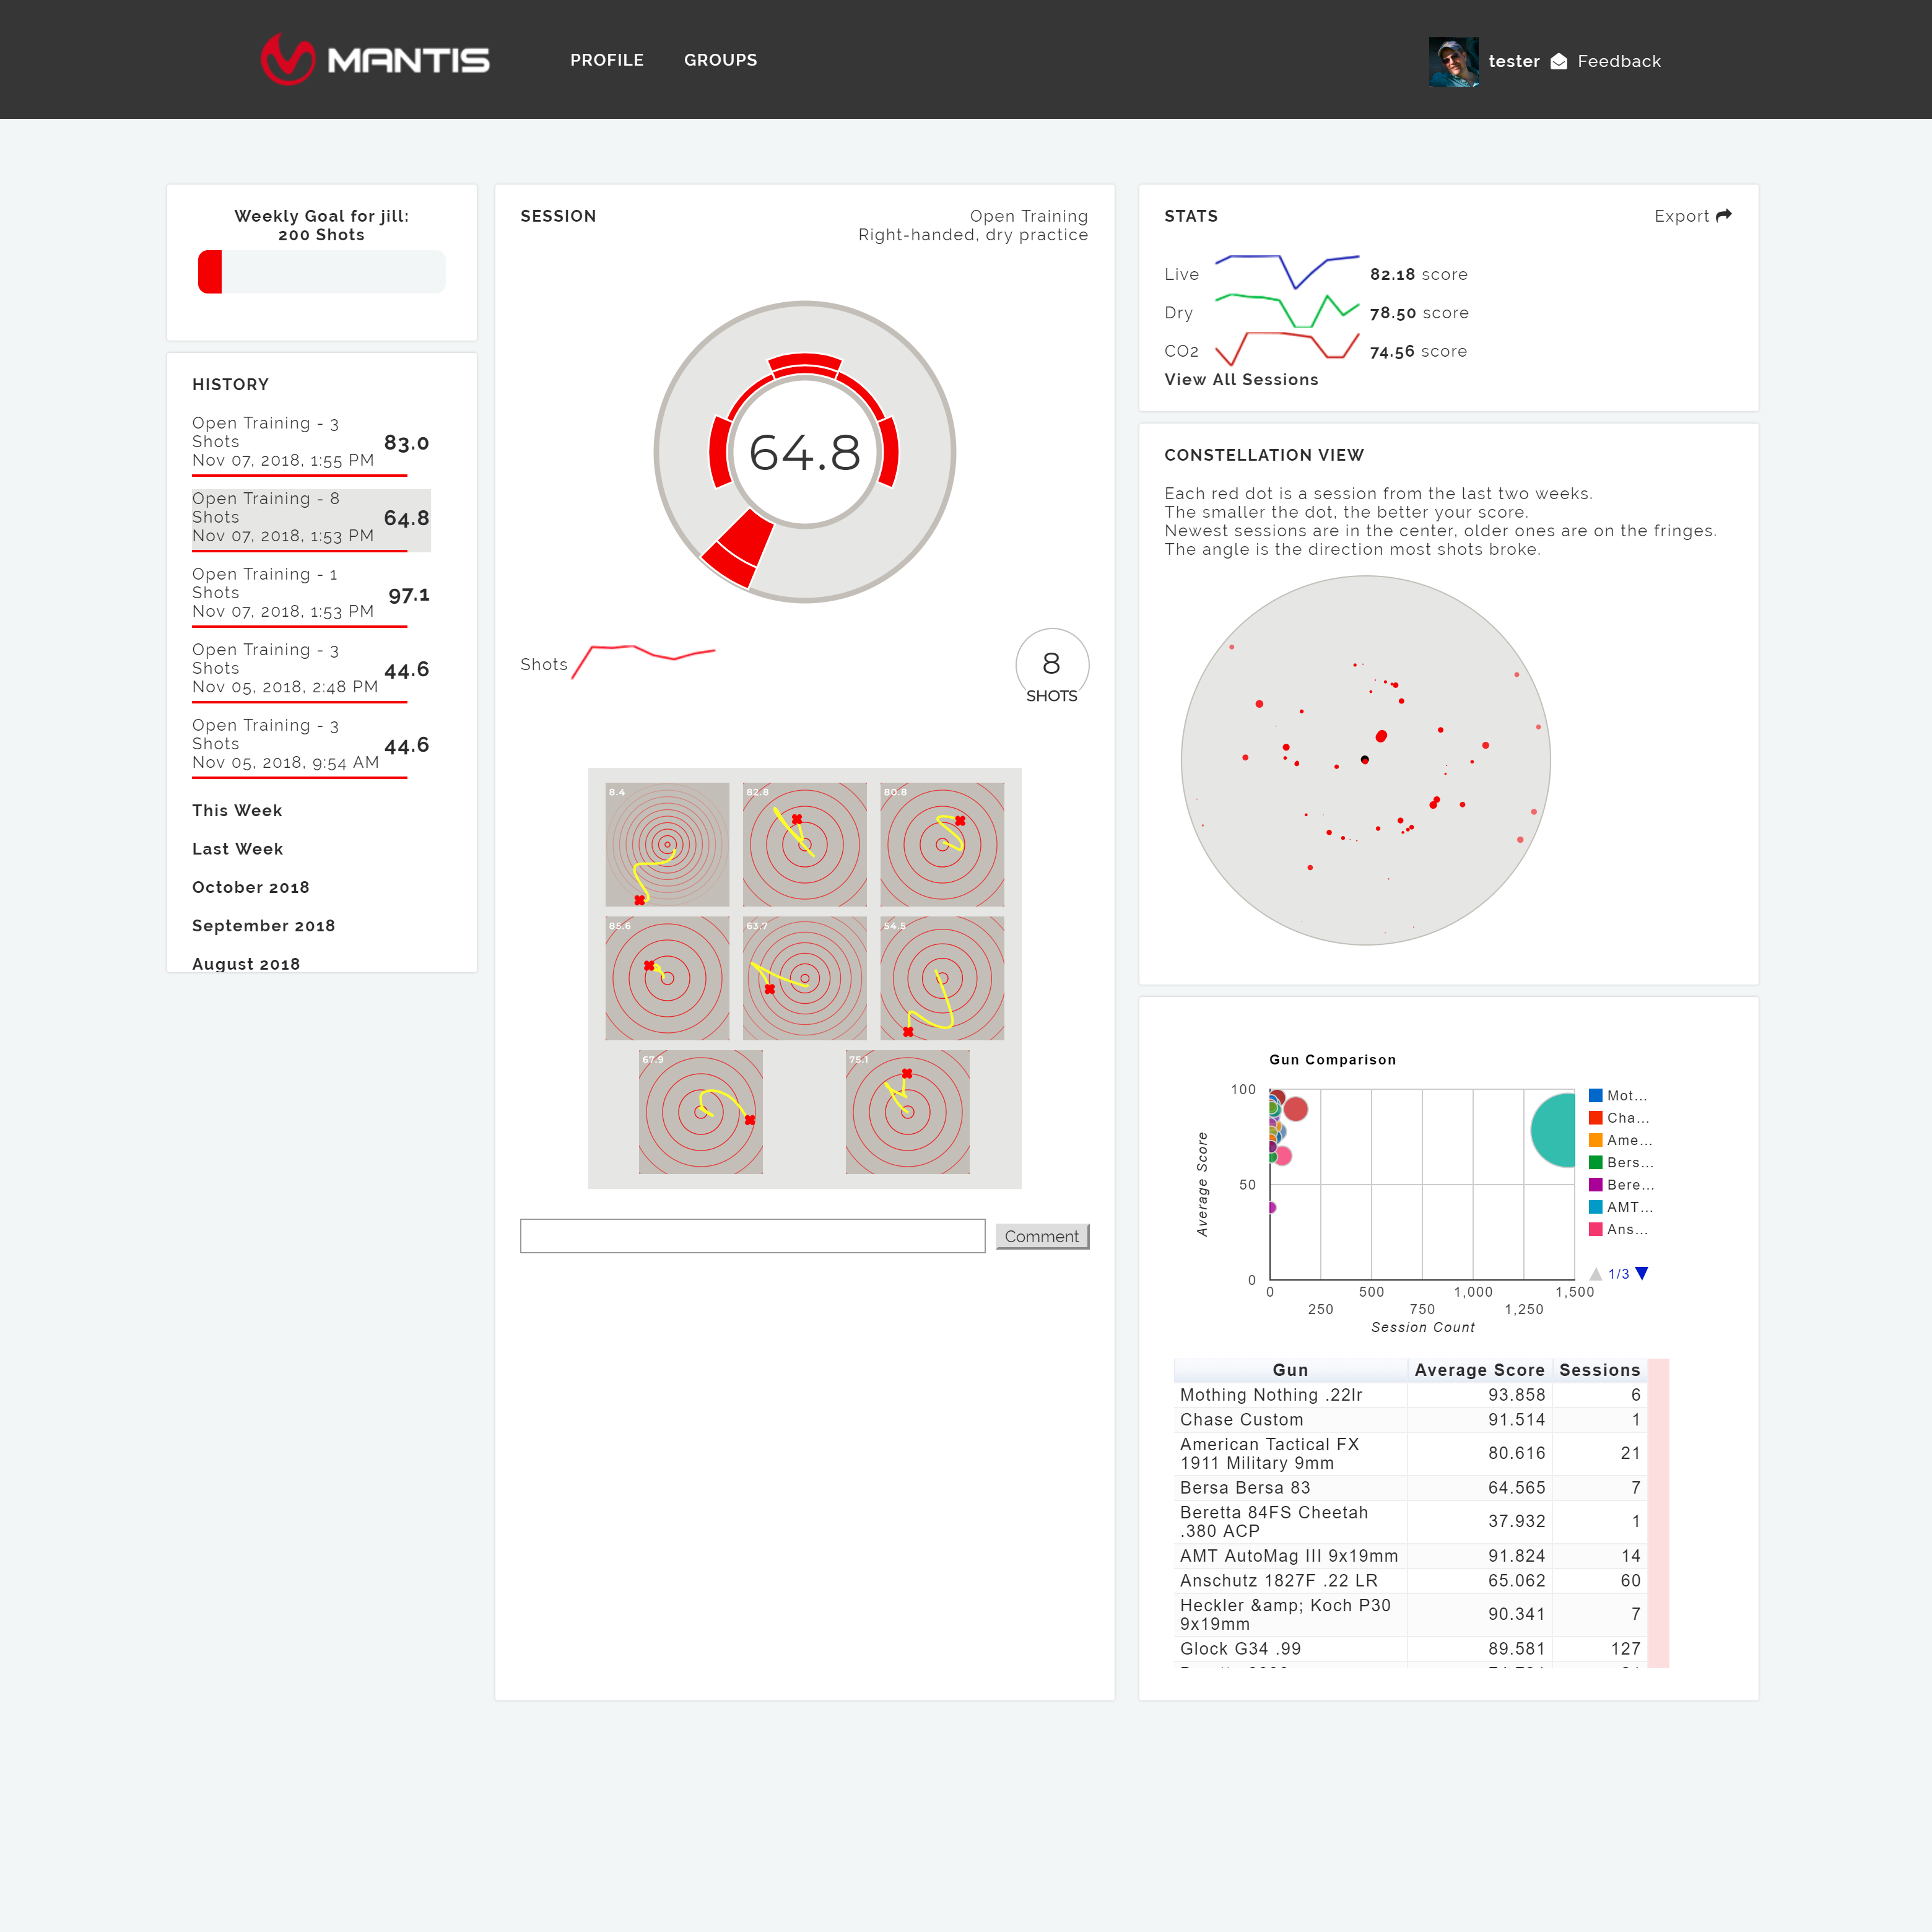 MANTIS
PROFILE
GROUPS
tester
Feedback
Weekly Goal for jill:
200 Shots
HISTORY
Open Training - 3
Shots
Nov 07, 2018, 1:55 PM
83.0
Open Training - 8
Shots
Nov 07, 2018, 1:53 PM
64.8
Open Training - 1
Shots
Nov 07, 2018, 1:53 PM
97.1
Open Training - 3
Shots
Nov 05, 2018, 2:48 PM
44.6
Open Training - 3
Shots
Nov 05, 2018, 9:54 AM
44.6
This Week
Last Week
October 2018
September 2018
August 2018
SESSION
Open Training
Right-handed, dry practice
64.8
Shots
8
SHOTS
8.4
82.8
80.8
85.6
63.7
54.5
67.9
75.1
Comment
STATS
Export
Live 82.18 score
Dry 78.50 score
CO2 74.56 score
View All Sessions
CONSTELLATION VIEW
Each red dot is a session from the last two weeks.
The smaller the dot, the better your score.
Newest sessions are in the center, older ones are on the fringes.
The angle is the direction most shots broke.
Gun Comparison
Average Score
100
50
0
0
250
500
750
1,000
1,250
1,500
Session Count
Mot...
Cha...
Ame...
Bers...
Bere...
AMT...
Ans...
1/3
Gun Average Score Sessions
Mothing Nothing .22lr 93.858 6
Chase Custom 91.514 1
American Tactical FX
1911 Military 9mm 80.616 21
Bersa Bersa 83 64.565 7
Beretta 84FS Cheetah
.380 ACP 37.932 1
AMT AutoMag III 9x19mm 91.824 14
Anschutz 1827F .22 LR 65.062 60
Heckler &amp; Koch P30
9x19mm 90.341 7
Glock G34 .99 89.581 127